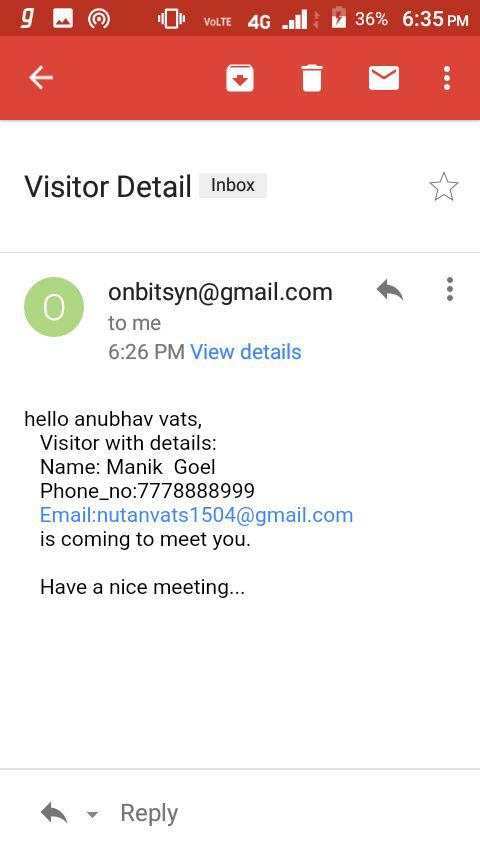 g VoLTE 4G 36% 6:35 PM
Visitor Detail Inbox
O
onbitsyn@gmail.com
to me
6:26 PM View details
hello anubhav vats,
Visitor with details:
Name: Manik  Goel
Phone_no:7778888999
Email:nutanvats1504@gmail.com
is coming to meet you.
Have a nice meeting...
Reply